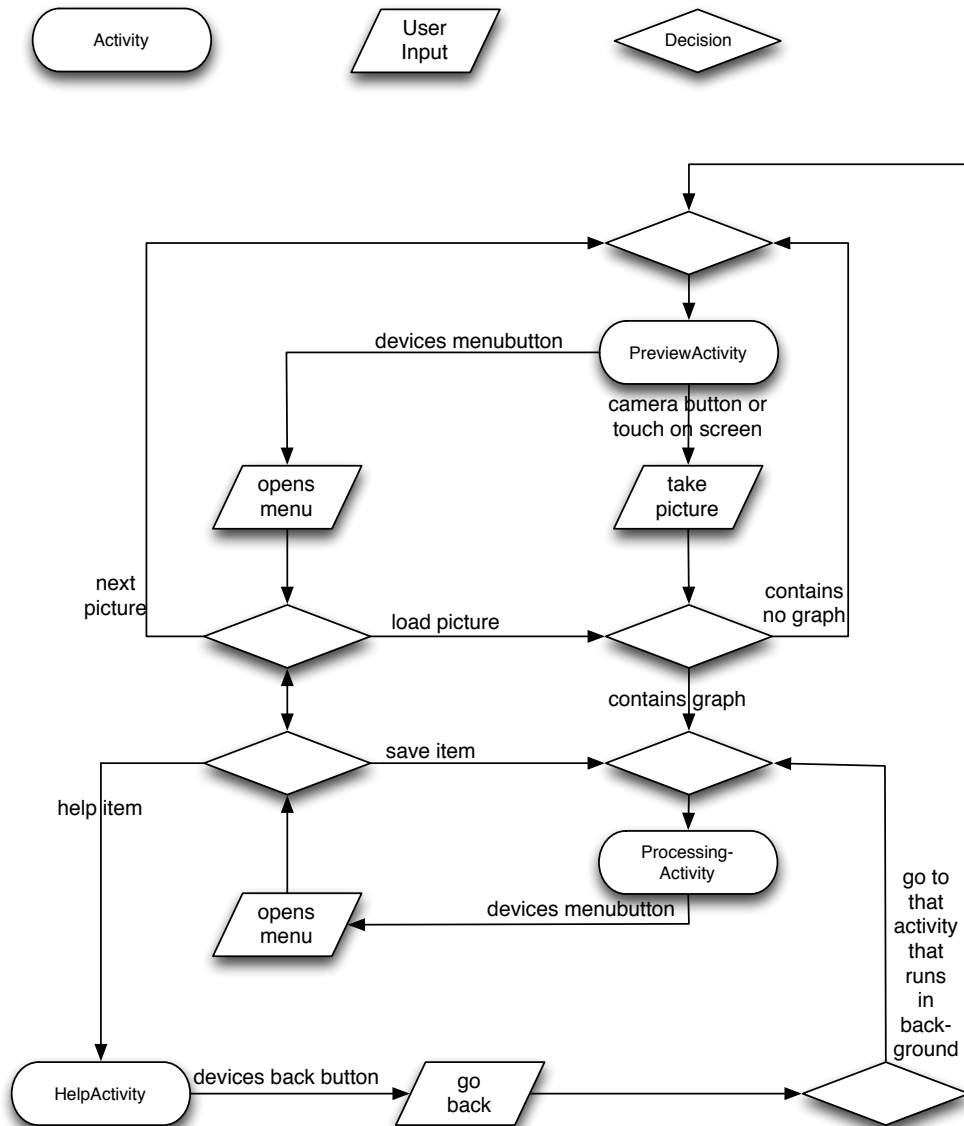 Activity
User
Input
Decision
devices menubutton
PreviewActivity
camera button or
touch on screen
opens
menu
take
picture
next
picture
load picture
contains
no graph
contains graph
save item
help item
Processing-
Activity
opens
menu
devices menubutton
go to
that
activity
that
runs
in
back-
ground
HelpActivity
devices back button
go
back